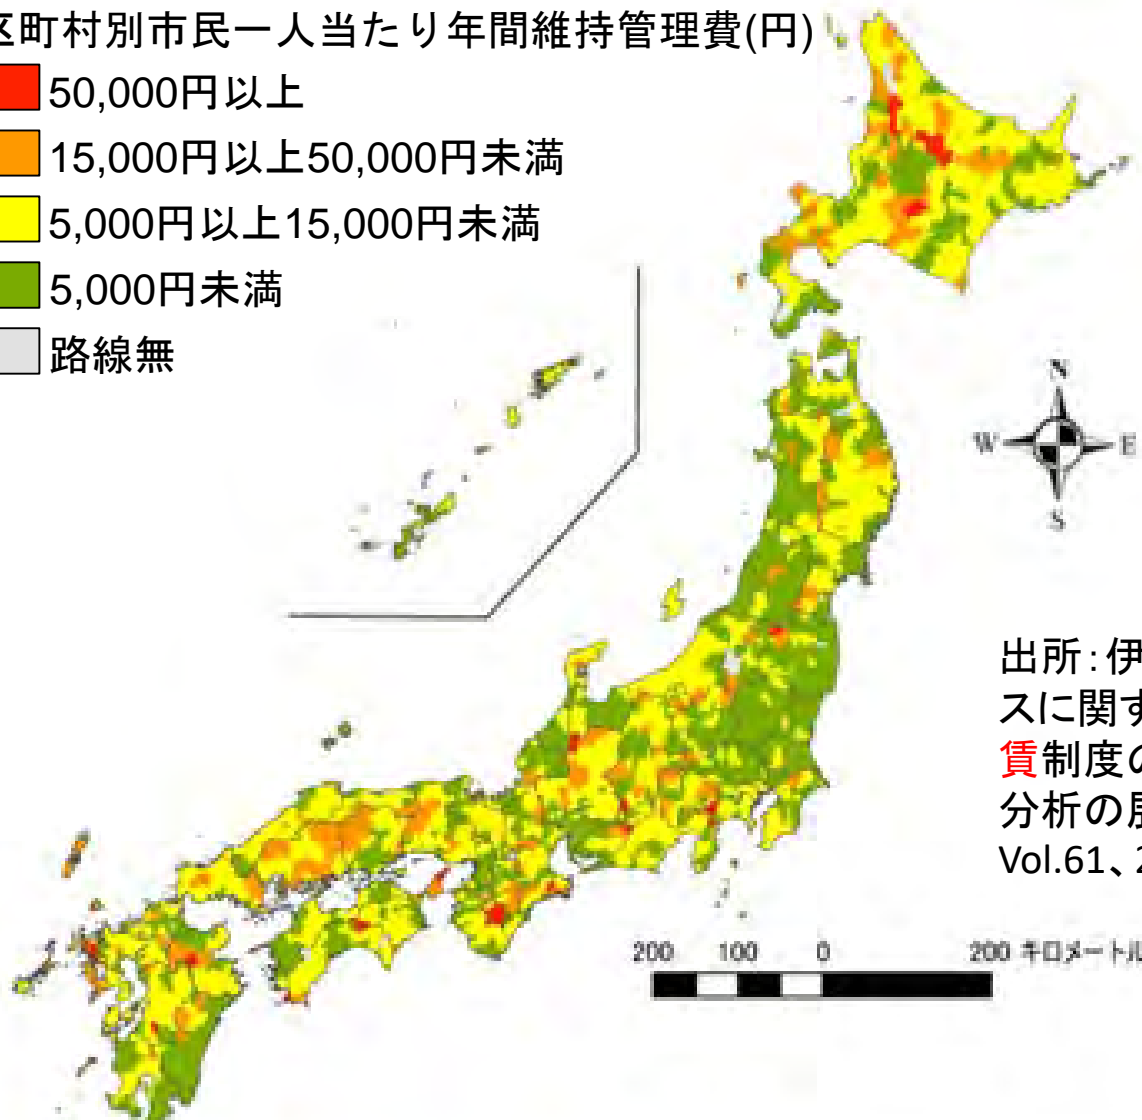 区町村別市民一人当たり年間維持管理費(円)
50,000円以上
15,000円以上50,000円未満
5,000円以上15,000円未満
5,000円未満
路線無
N
W
E
S
出所:伊
スに関す
賃制度の
分析の展
Vol.61、2
200 100 0 200 キロメートル